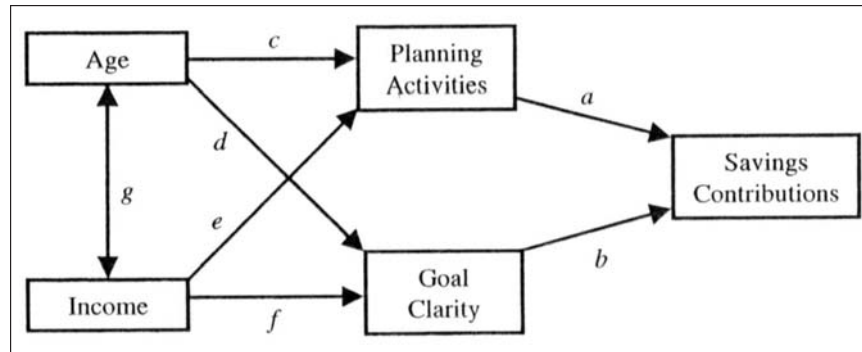 Age
c
Planning
Activities
a
d
Savings
Contributions
g
e
b
Income
f
Goal
Clarity